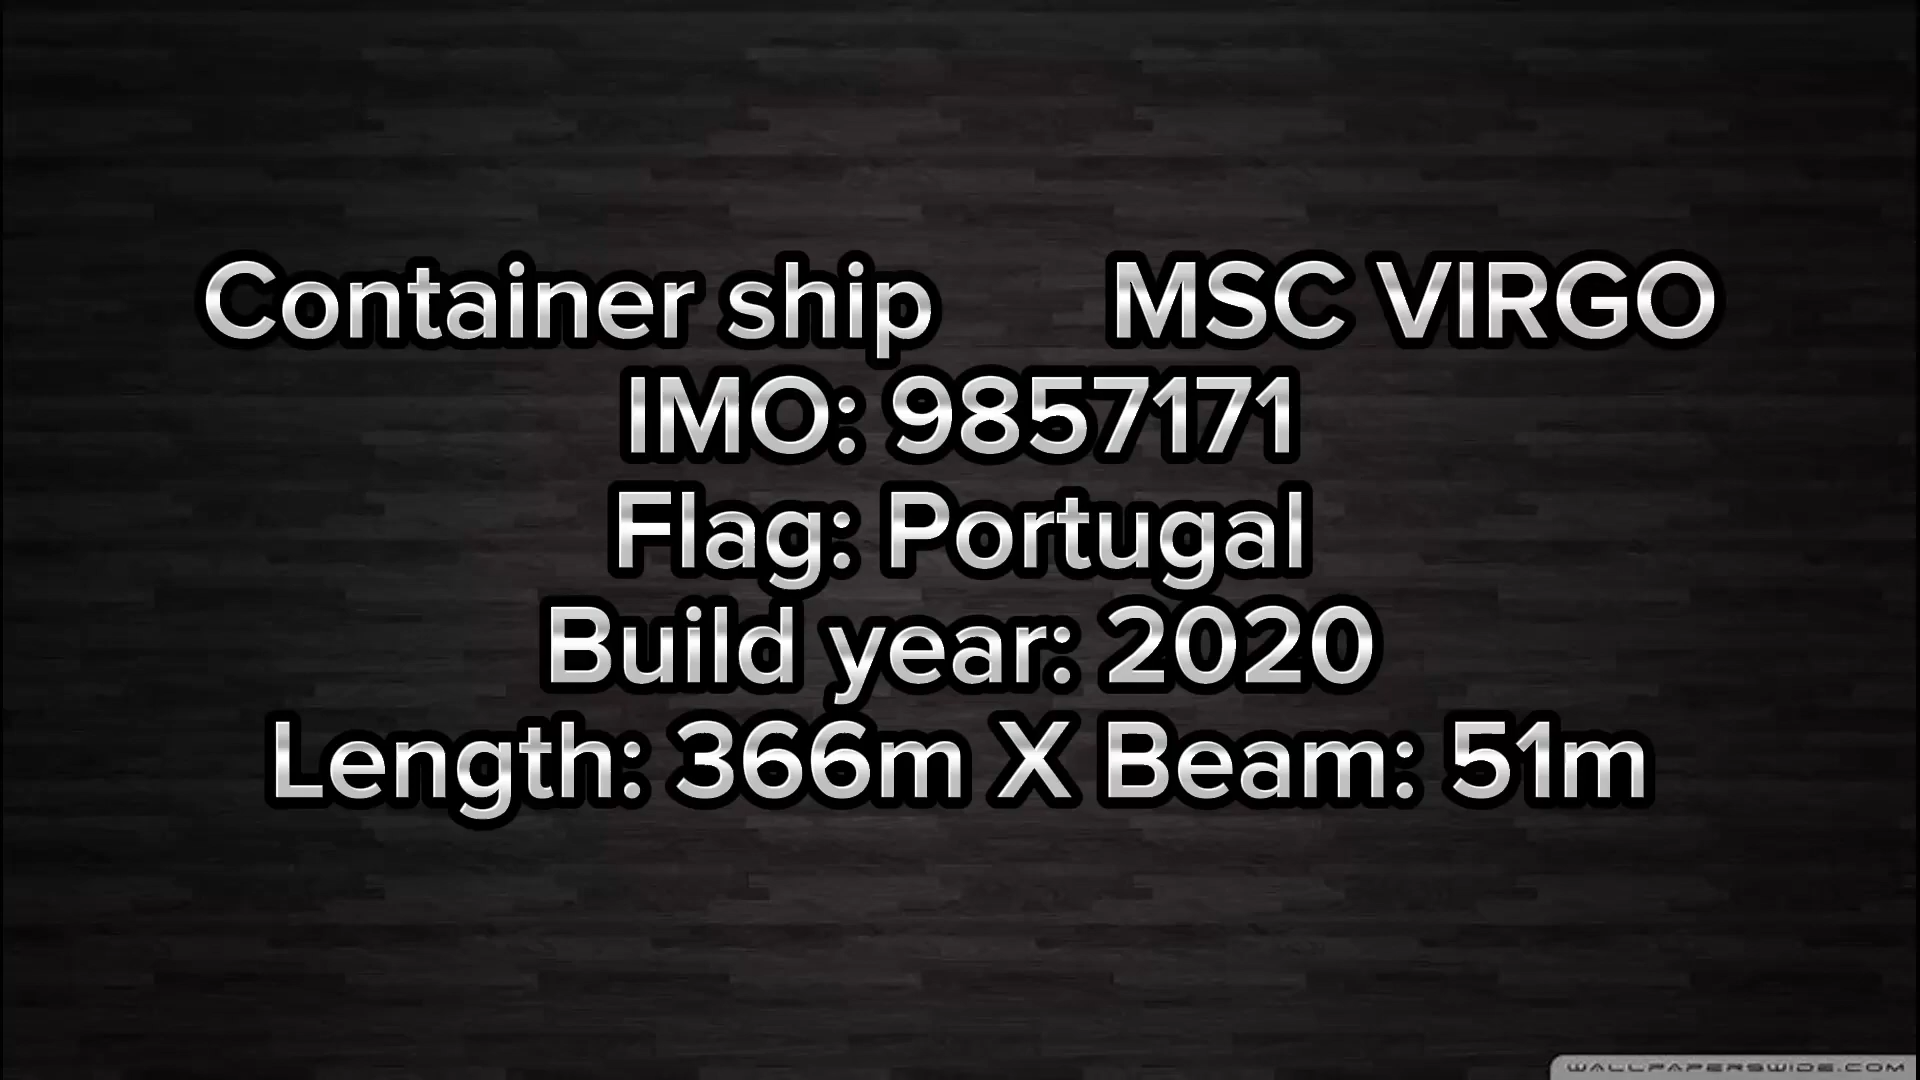 Container ship MSC VIRGO
IMO: 9857171
Flag: Portugal
Build year: 2020
Length: 366m X Beam: 51m
WALLPAPERSWIDE.COM